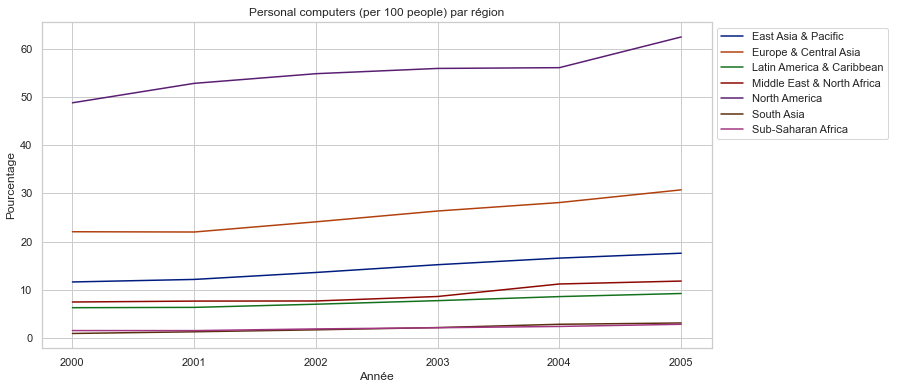 Personal computers (per 100 people) par région
East Asia & Pacific
Europe & Central Asia
Latin America & Caribbean
Middle East & North Africa
North America
South Asia
Sub-Saharan Africa
Pourcentage
60
50
40
30
20
10
0
2000 2001 2002 2003 2004 2005
Année